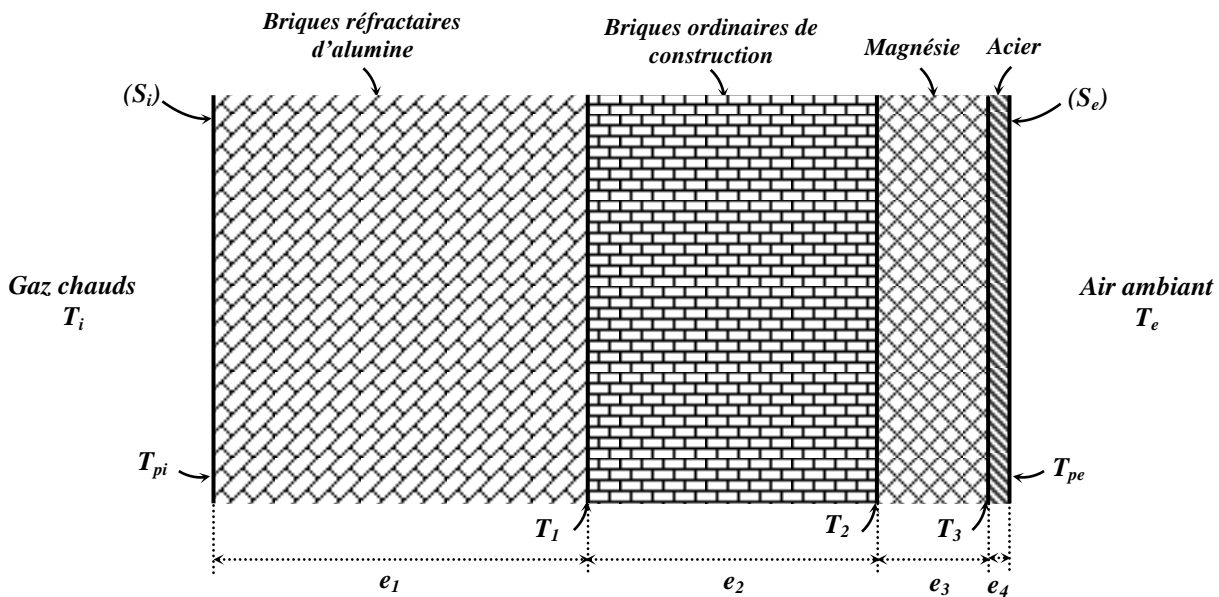 Briques réfractaires
d'alumine
Briques ordinaires de
construction
Magnésie
Acier
(Si)
(Se)
Gaz chauds
Ti
Air ambiant
Te
Tpi
Tpe
T1
T2
T3
e1
e2
e3
e4